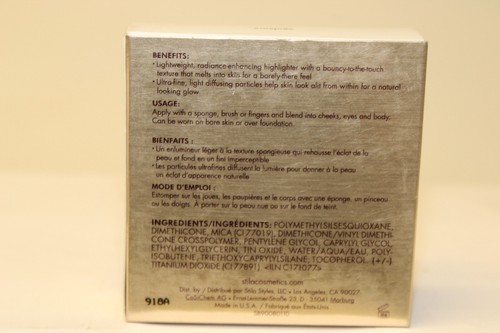 BENEFITS:
• Lightweight, radiance-enhancing highlighter with a bouncy-to-the-touch
texture that melts into skin for a barely-there feel
• Ultra-fine, light diffusing particles help skin look alit from within for a natural
looking glow.
USAGE:
Apply with a sponge, brush or fingers and blend into cheeks, eyes and body.
Can be worn on bare skin or over foundation.
BIENFAITS :
• Un enlumineur léger à la texture spongieuse qui rehausse l'éclat de la
peau et fond en un fini imperceptible
• Les particules ultrafines diffusent la lumière pour donner à la peau
un éclat d'apparence naturelle
MODE D'EMPLOI :
Estomper sur les joues, les paupières et le corps avec une éponge, un pinceau
ou les doigts. À porter sur la peau nue ou sur le fond de teint.
INGREDIENTS/INGRÉDIENTS: POLYMETHYLSILSESQUIOXANE,
DIMETHICONE, MICA (CI 77019), DIMETHICONE/VINYL DIMETHI-
CONE CROSSPOLYMER, PENTYLENE GLYCOL, CAPRYLYL GLYCOL,
ETHYLHEXYLGLYCERIN, TIN OXIDE, WATER/AQUA/EAU, POLY-
ISOBUTENE, TRIETHOXYCAPRYLYLSILANE, TOCOPHEROL. (+/-)
TITANIUM DIOXIDE (CI 77891),
stilacosmetics.com
Dist. by / Distribué par Stila Styles, LLC • Los Angeles, CA 90027.
CoSiChem AG • Ernst-Lemmer-Straße 23, D - 35041 Marburg
Made in U.S.A. / Fabriqué aux États-Unis
918A